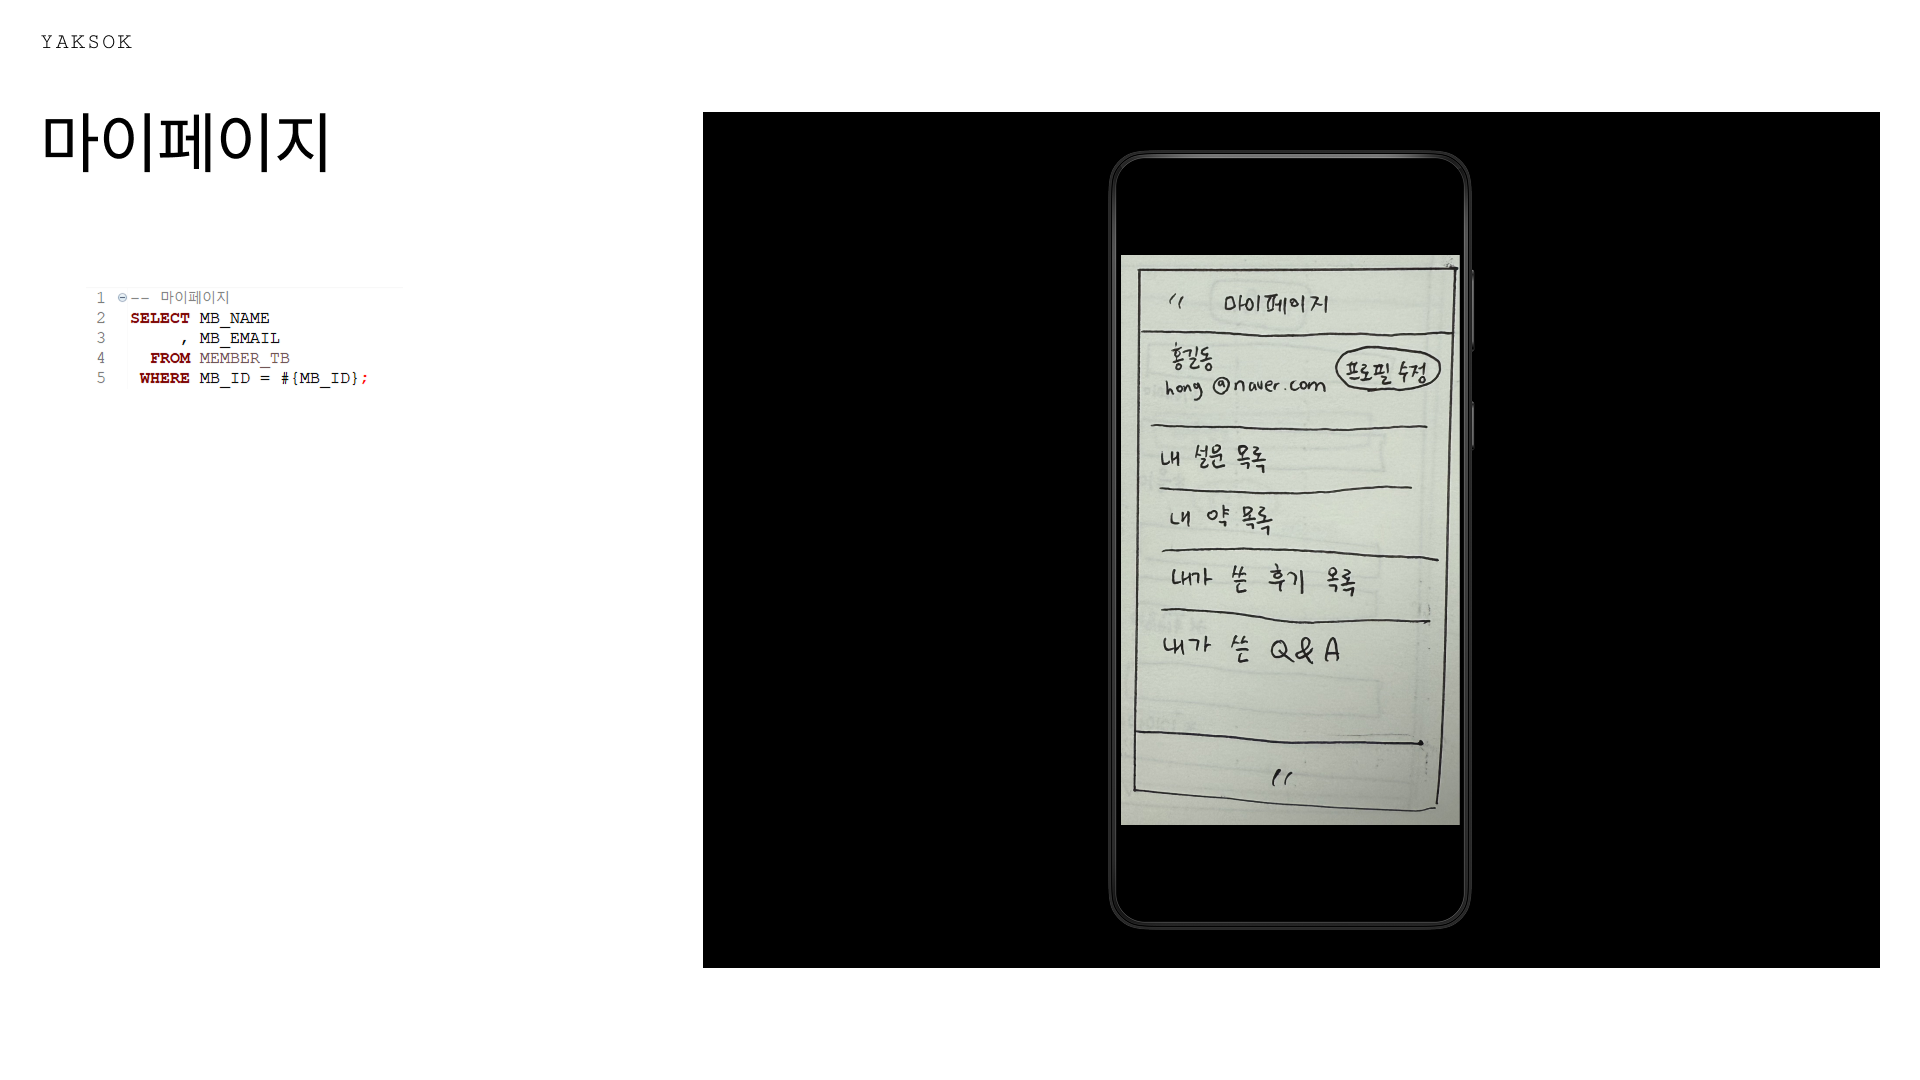 YAKSOK
마이페이지
1 -- 마이페이지
2 SELECT MB_NAME
3 , MB_EMAIL
4 FROM MEMBER_TB
5 WHERE MB_ID = #{MB_ID};
〃 마이페이지
홍길동
프로필 수정
hong @naver.com
내 설문 목록
내 약 목록
내가 쓴 후기 목록
내가 쓴 Q&A
〃